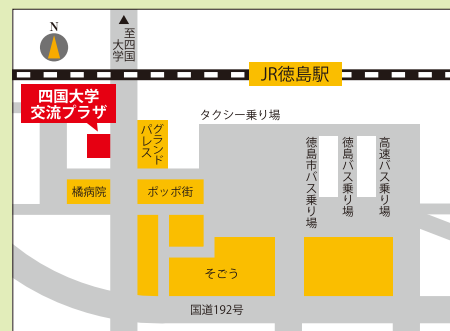 N
▲
至四国
大学
JR徳島駅
四国大学
交流プラザ
タクシー乗り場
グランド
パレス
徳島市バス乗り場
徳島バス乗り場
高速バス乗り場
橘病院
ポッポ街
そごう
国道192号